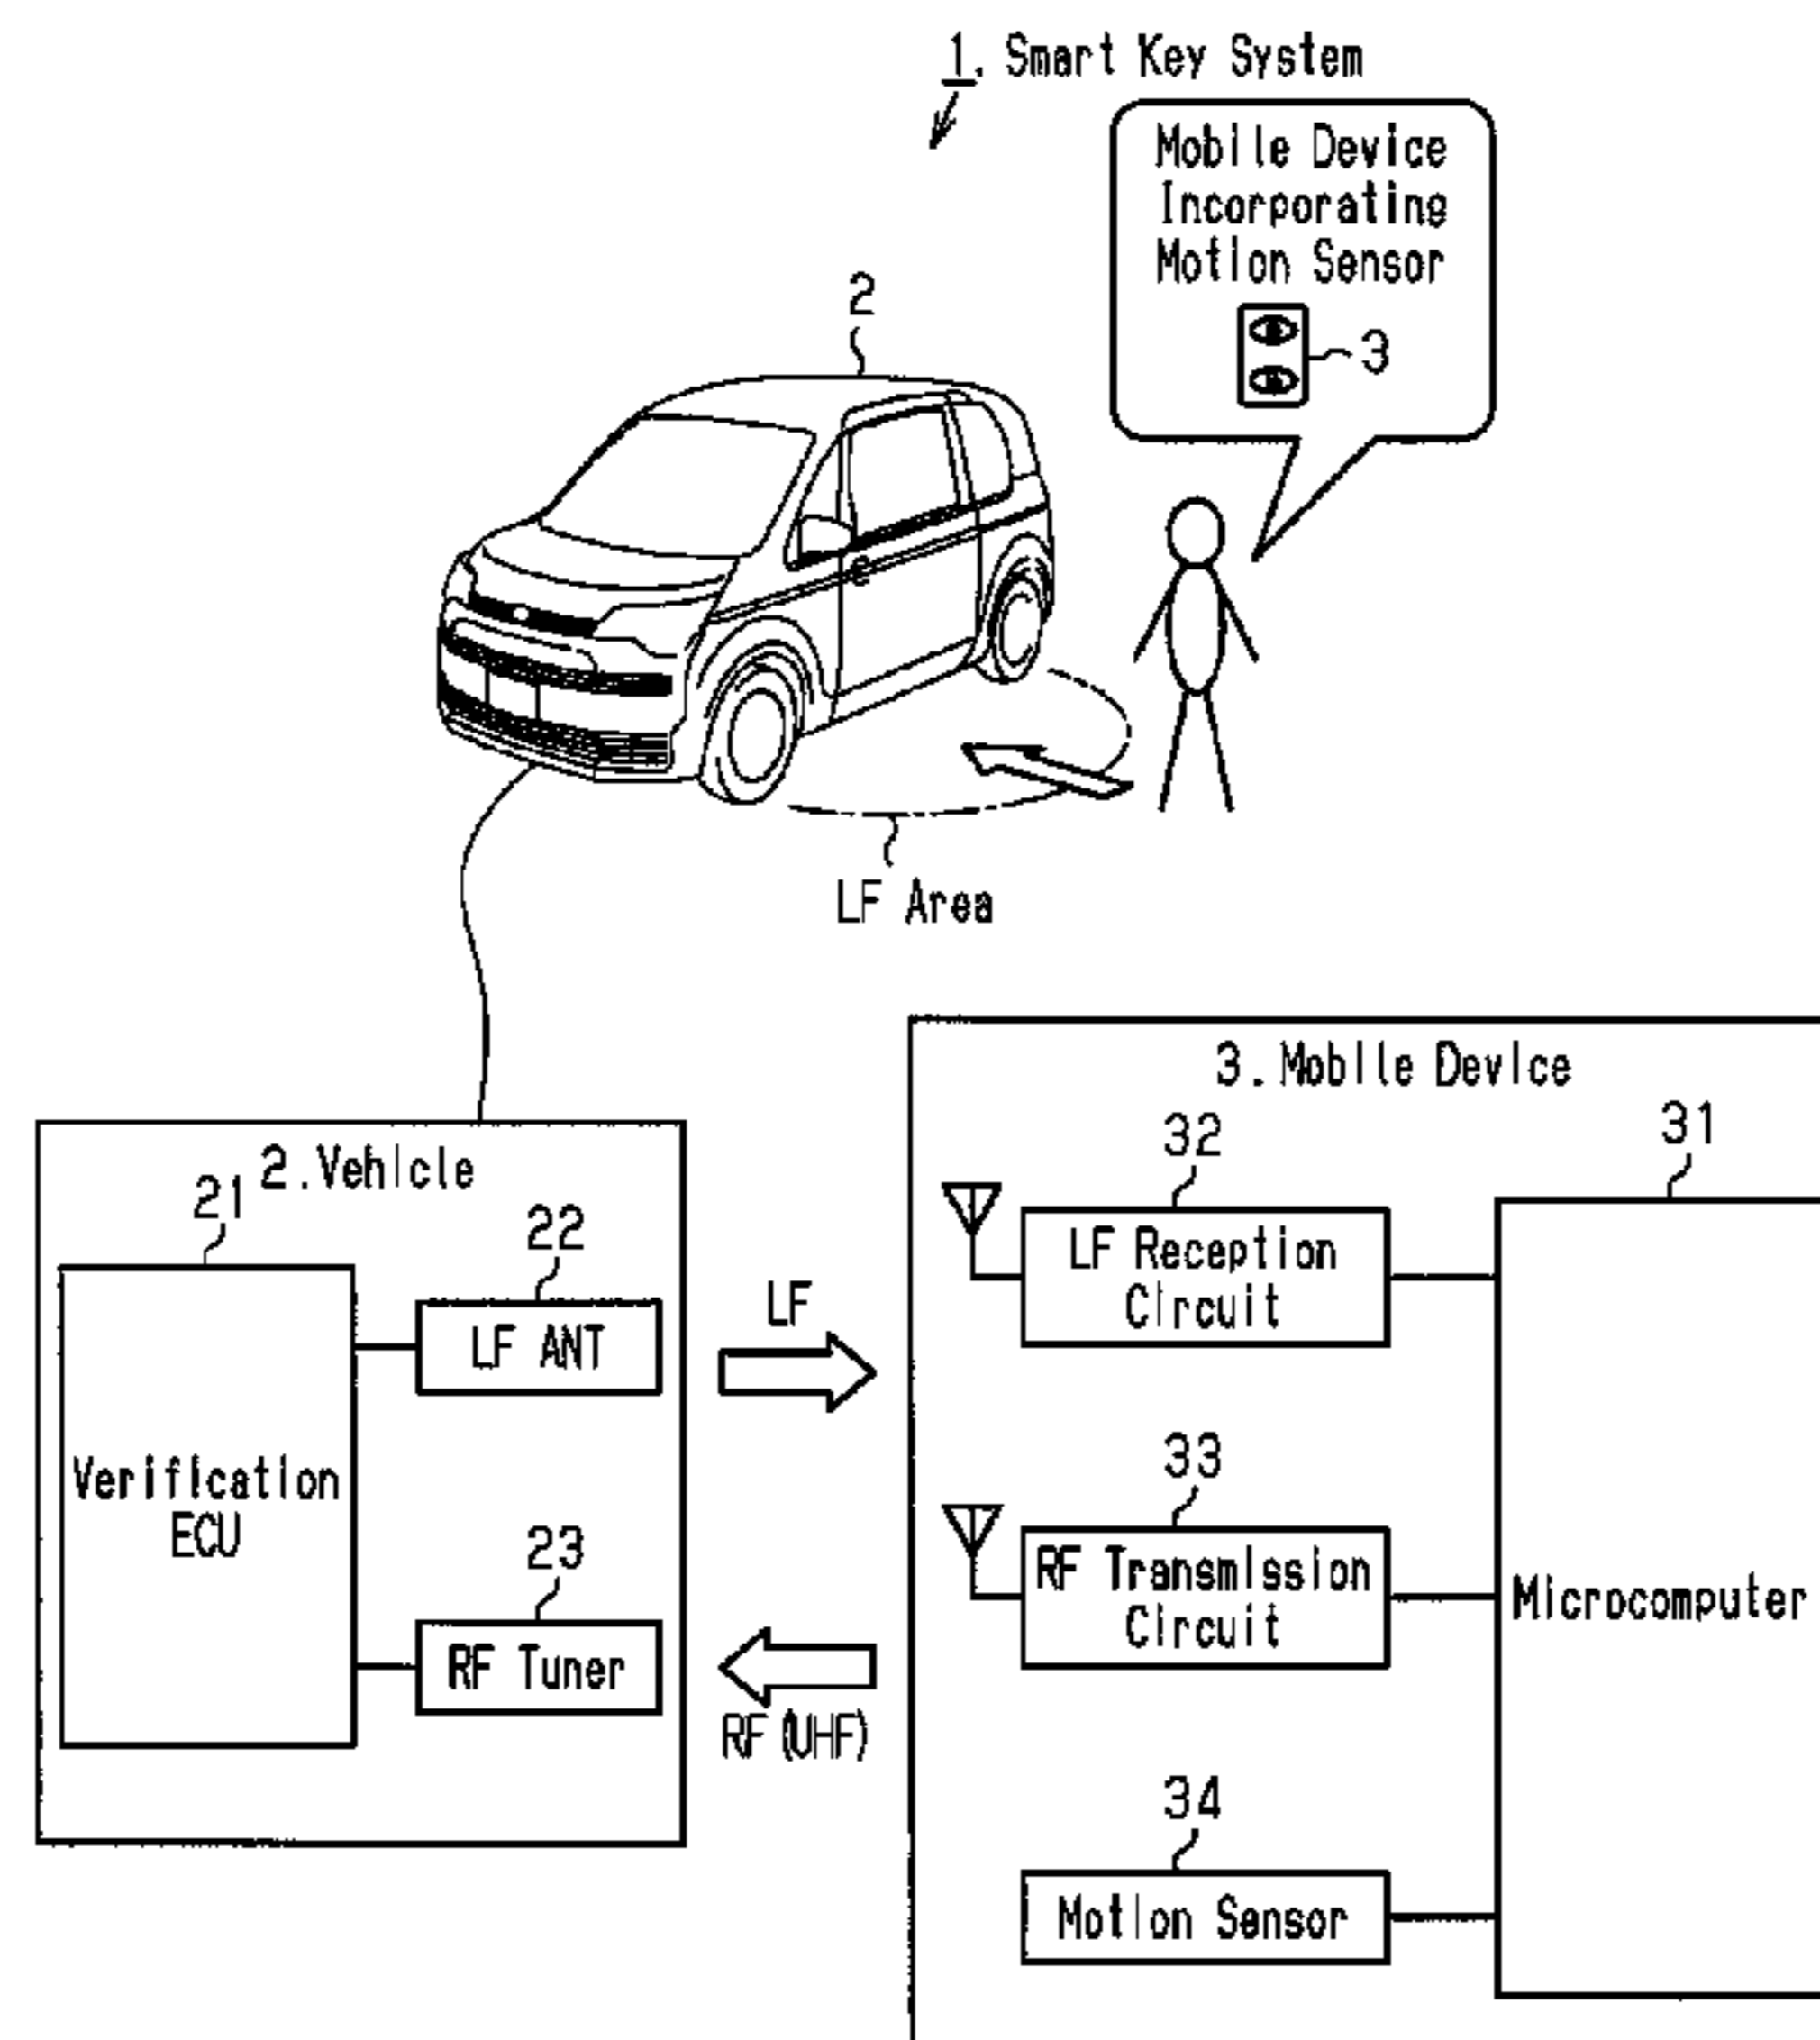 1. Smart Key System
Mobile Device
Incorporating
Motion Sensor
3
2
LF Area
3. Mobile Device
2. Vehicle
32
31
21
22
LF Reception
Circuit
LF
LF ANT
33
Verification
ECU
23
RF Transmission
Circuit
Microcomputer
RF Tuner
RF (UHF)
34
Motion Sensor